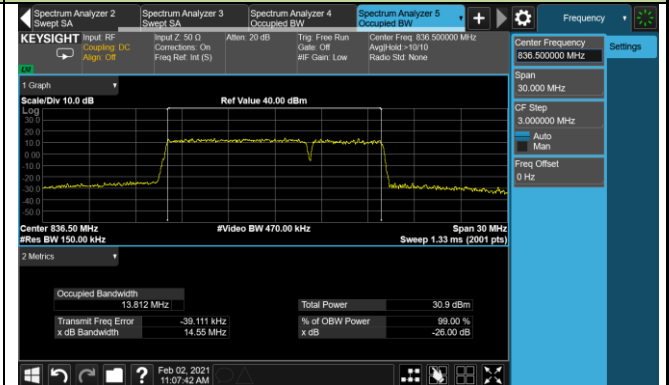 Spectrum Analyzer 2
Swept SA
Spectrum Analyzer 3
Swept SA
Spectrum Analyzer 4
Occupied BW
Spectrum Analyzer 5
Occupied BW
Frequency
KEYSIGHT
Input: RF
Coupling: DC
Align: Off
Input Z: 50 Ω
Corrections: On
Freq Ref: Int (S)
Atten: 20 dB
Trig: Free Run
Gate: Off
#IF Gain: Low
Center Freq: 836.500000 MHz
Avg|Hold:>10/10
Radio Std: None
LXI
Center Frequency
836.500000 MHz
Settings
Span
30.000 MHz
CF Step
3.000000 MHz
Auto
Man
Freq Offset
0 Hz
1 Graph
Scale/Div 10.0 dB
Ref Value 40.00 dBm
Log
30.0
20.0
10.0
0.00
-10.0
-20.0
-30.0
-40.0
-50.0
Center 836.50 MHz
#Video BW 470.00 kHz
Span 30 MHz
#Res BW 150.00 kHz
Sweep 1.33 ms (2001 pts)
2 Metrics
Occupied Bandwidth
13.812 MHz
Total Power
30.9 dBm
Transmit Freq Error
-39.111 kHz
% of OBW Power
99.00 %
x dB Bandwidth
14.55 MHz
x dB
-26.00 dB
?
Feb 02, 2021
11:07:42 AM